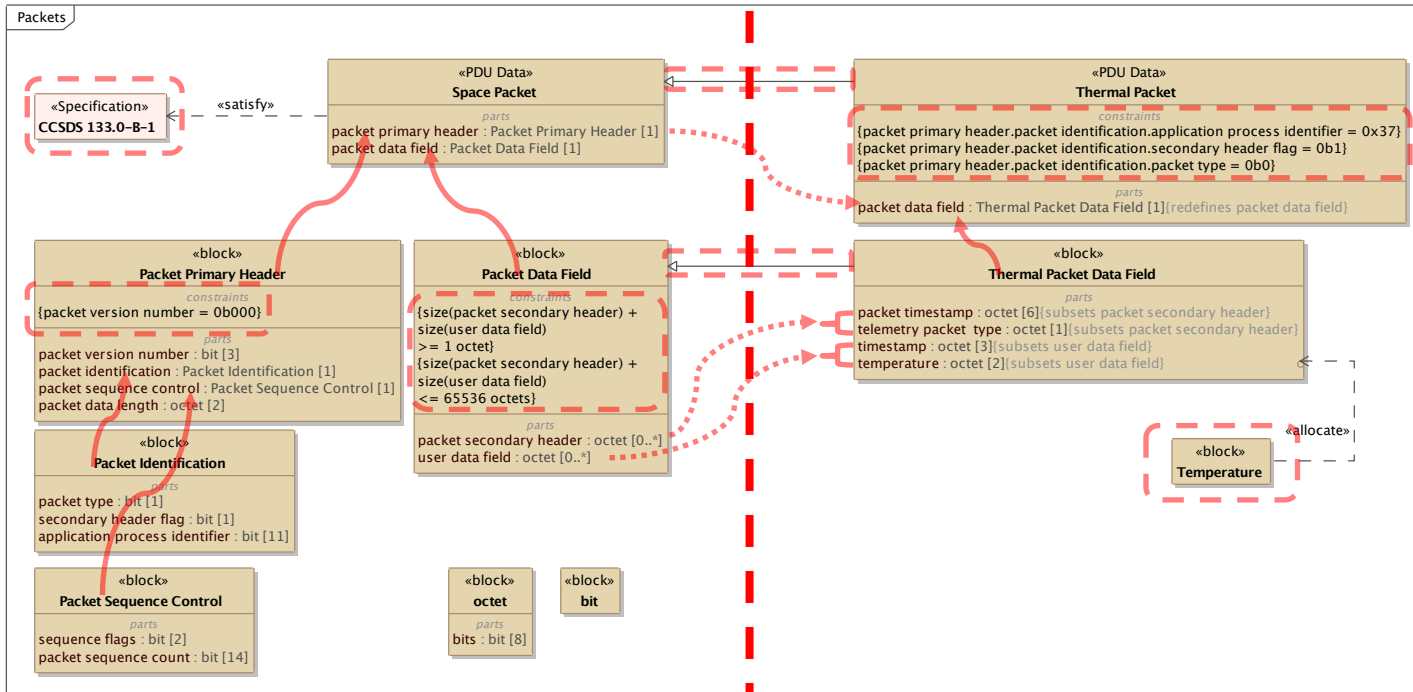 Packets
«Specification»
CCSDS 133.0-B-1
«satisfy»
«PDU Data»
Space Packet
parts
packet primary header : Packet Primary Header [1]
packet data field : Packet Data Field [1]
«PDU Data»
Thermal Packet
constraints
{packet primary header.packet identification.application process identifier = 0x37}
{packet primary header.packet identification.secondary header flag = 0b1}
{packet primary header.packet identification.packet type = 0b0}
parts
packet data field : Thermal Packet Data Field [1]{redefines packet data field}
«block»
Packet Primary Header
constraints
{packet version number = 0b000}
parts
packet version number : bit [3]
packet identification : Packet Identification [1]
packet sequence control : Packet Sequence Control [1]
packet data length : octet [2]
«block»
Packet Data Field
constraints
{size(packet secondary header) +
size(user data field)
>= 1 octet}
{size(packet secondary header) +
size(user data field)
<= 65536 octets}
parts
packet secondary header : octet [0..*]
user data field : octet [0..*]
«block»
Thermal Packet Data Field
parts
packet timestamp : octet [6]{subsets packet secondary header}
telemetry packet type : octet [1]{subsets packet secondary header}
timestamp : octet [3]{subsets user data field}
temperature : octet [2]{subsets user data field}
«allocate»
«block»
Temperature
«block»
Packet Identification
parts
packet type : bit [1]
secondary header flag : bit [1]
application process identifier : bit [11]
«block»
Packet Sequence Control
parts
sequence flags : bit [2]
packet sequence count : bit [14]
«block»
octet
parts
bits : bit [8]
«block»
bit